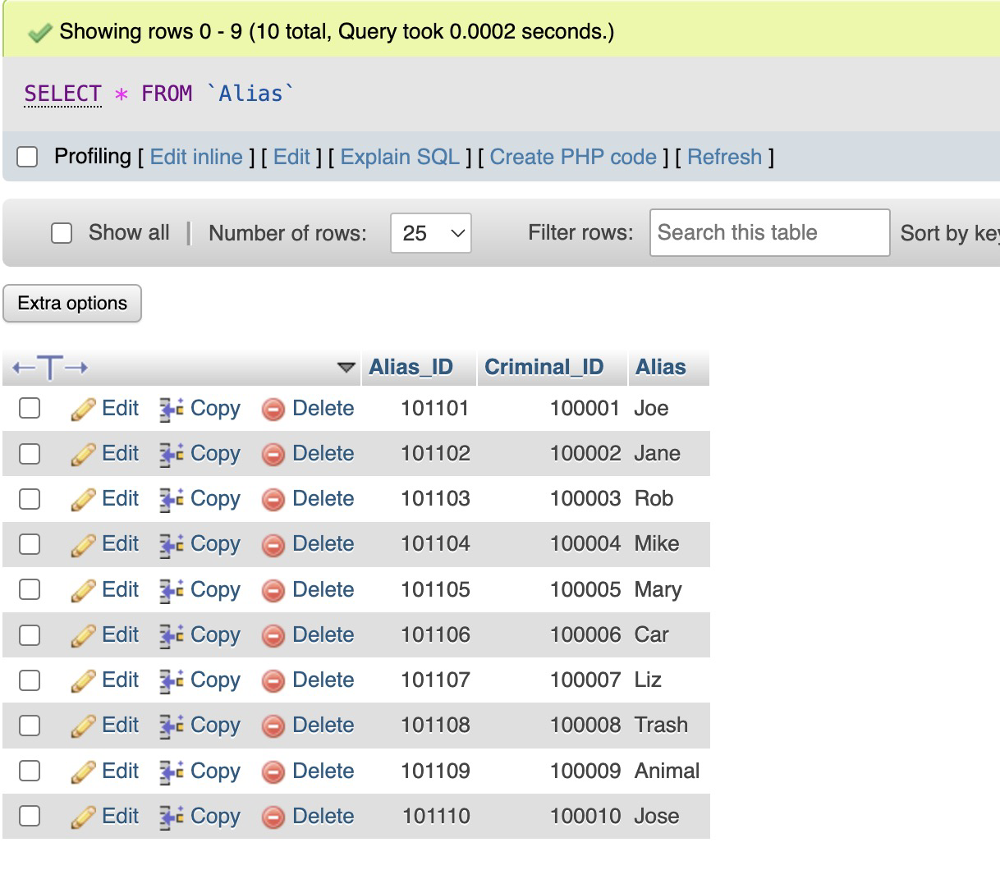 Showing rows 0 - 9 (10 total, Query took 0.0002 seconds.)
SELECT * FROM `Alias`
Profiling [ Edit inline ] [ Edit ] [ Explain SQL ] [ Create PHP code ] [ Refresh ]
Show all | Number of rows: 25 Filter rows: Search this table Sort by key
Extra options
←T→ Alias_ID Criminal_ID Alias
Edit Copy Delete 101101 100001 Joe
Edit Copy Delete 101102 100002 Jane
Edit Copy Delete 101103 100003 Rob
Edit Copy Delete 101104 100004 Mike
Edit Copy Delete 101105 100005 Mary
Edit Copy Delete 101106 100006 Car
Edit Copy Delete 101107 100007 Liz
Edit Copy Delete 101108 100008 Trash
Edit Copy Delete 101109 100009 Animal
Edit Copy Delete 101110 100010 Jose